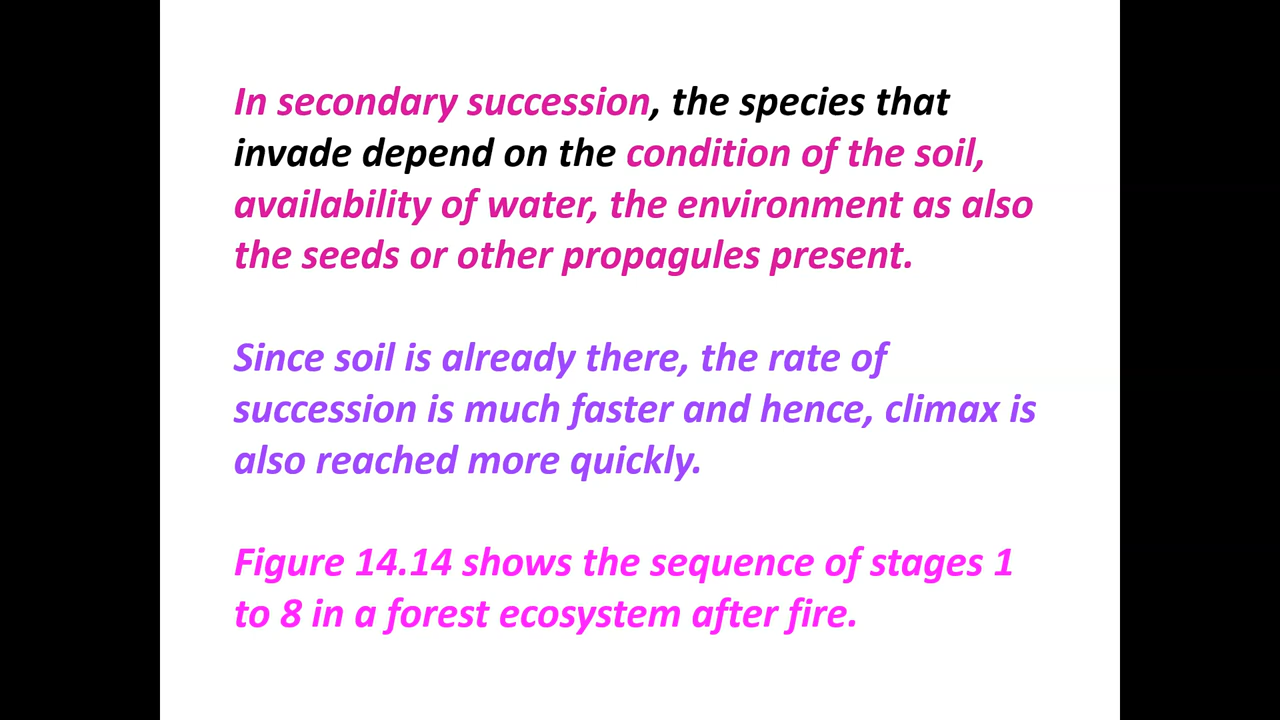 In secondary succession, the species that
invade depend on the condition of the soil,
availability of water, the environment as also
the seeds or other propagules present.
Since soil is already there, the rate of
succession is much faster and hence, climax is
also reached more quickly.
Figure 14.14 shows the sequence of stages 1
to 8 in a forest ecosystem after fire.